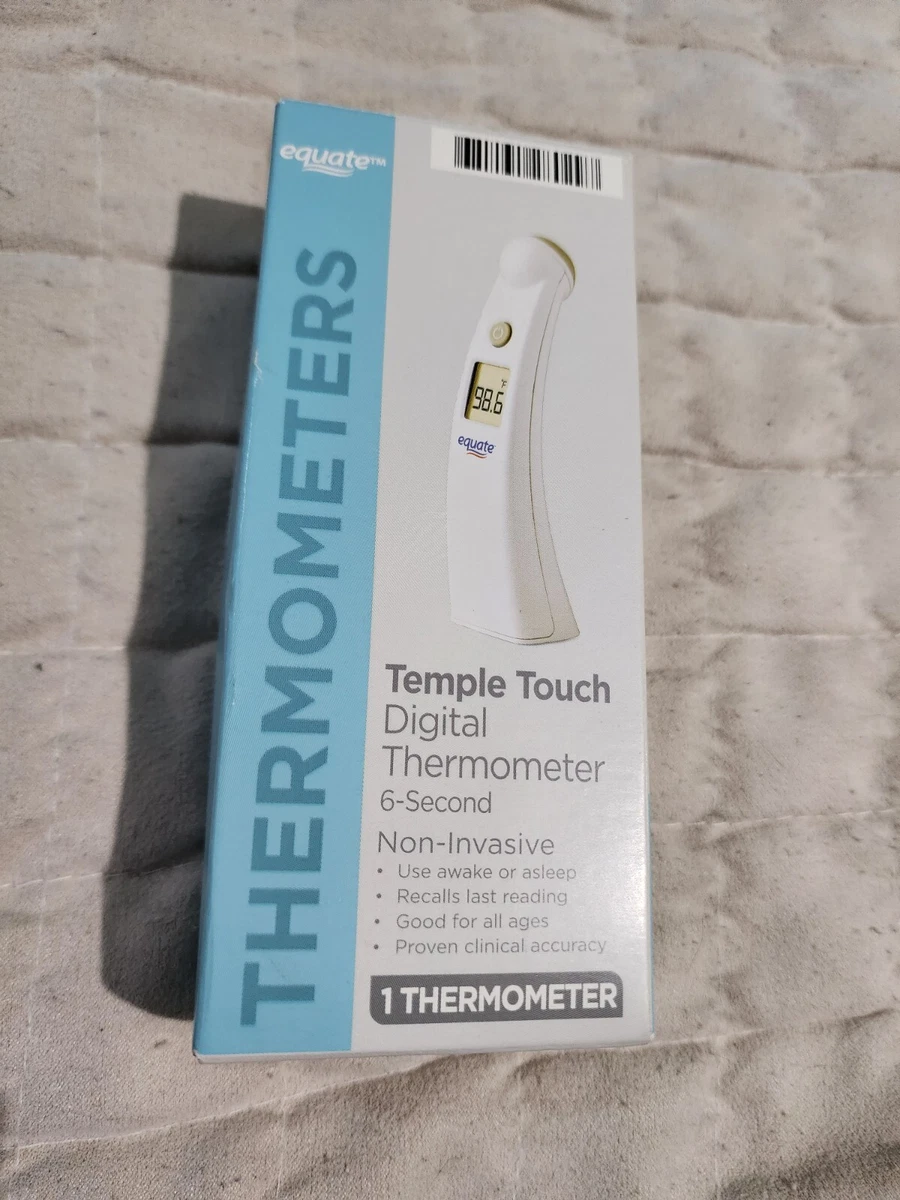 equate™
THERMOMETERS
°F
98.6
equate
Temple Touch
Digital
Thermometer
6-Second
Non-Invasive
• Use awake or asleep
• Recalls last reading
• Good for all ages
• Proven clinical accuracy
1 THERMOMETER